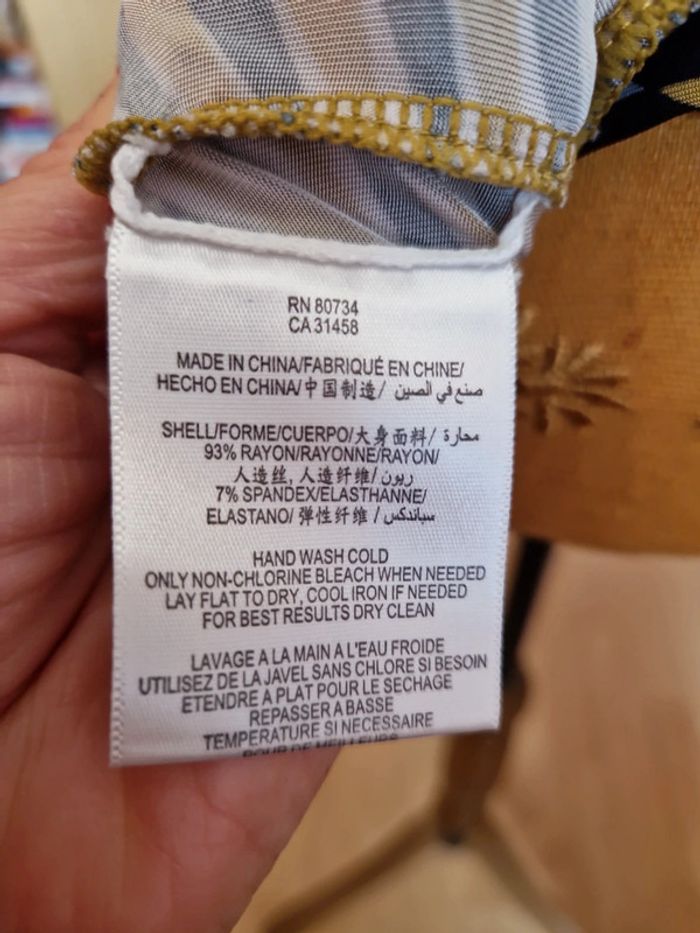 RN 80734
CA 31458
MADE IN CHINA/FABRIQUÉ EN CHINE/
HECHO EN CHINA/中国制造/ صنع في الصين
SHELL/FORME/CUERPO/大身面料/ محارة
93% RAYON/RAYONNE/RAYON/
人造丝, 人造纤维/ ريون
7% SPANDEX/ELASTHANNE/
ELASTANO/ 弹性纤维 / سباندكس
HAND WASH COLD
ONLY NON-CHLORINE BLEACH WHEN NEEDED
LAY FLAT TO DRY, COOL IRON IF NEEDED
FOR BEST RESULTS DRY CLEAN
LAVAGE A LA MAIN A L'EAU FROIDE
UTILISEZ DE LA JAVEL SANS CHLORE SI BESOIN
ETENDRE A PLAT POUR LE SECHAGE
REPASSER A BASSE
TEMPERATURE SI NECESSAIRE
POUR DE MEILLEURS